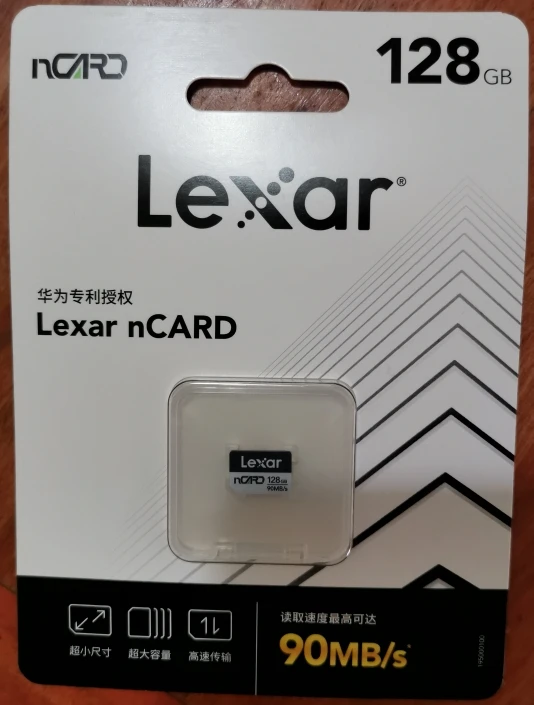 nCARD
128GB
Lexar®
华为专利授权
Lexar nCARD
Lexar
nCARD 128GB
90MB/s
超小尺寸 超大容量 高速传输
读取速度最高可达
90MB/s*